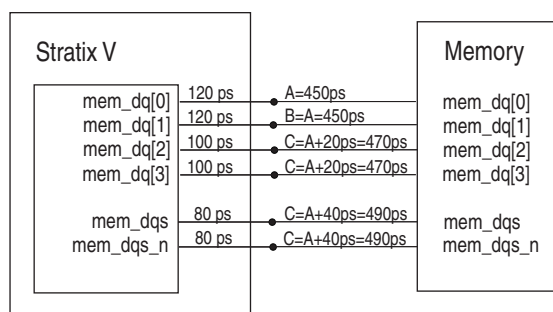 Stratix V Memory
mem_dq[0] 120 ps A=450ps mem_dq[0]
mem_dq[1] 120 ps B=A=450ps mem_dq[1]
mem_dq[2] 100 ps C=A+20ps=470ps mem_dq[2]
mem_dq[3] 100 ps C=A+20ps=470ps mem_dq[3]
mem_dqs 80 ps C=A+40ps=490ps mem_dqs
mem_dqs_n 80 ps C=A+40ps=490ps mem_dqs_n